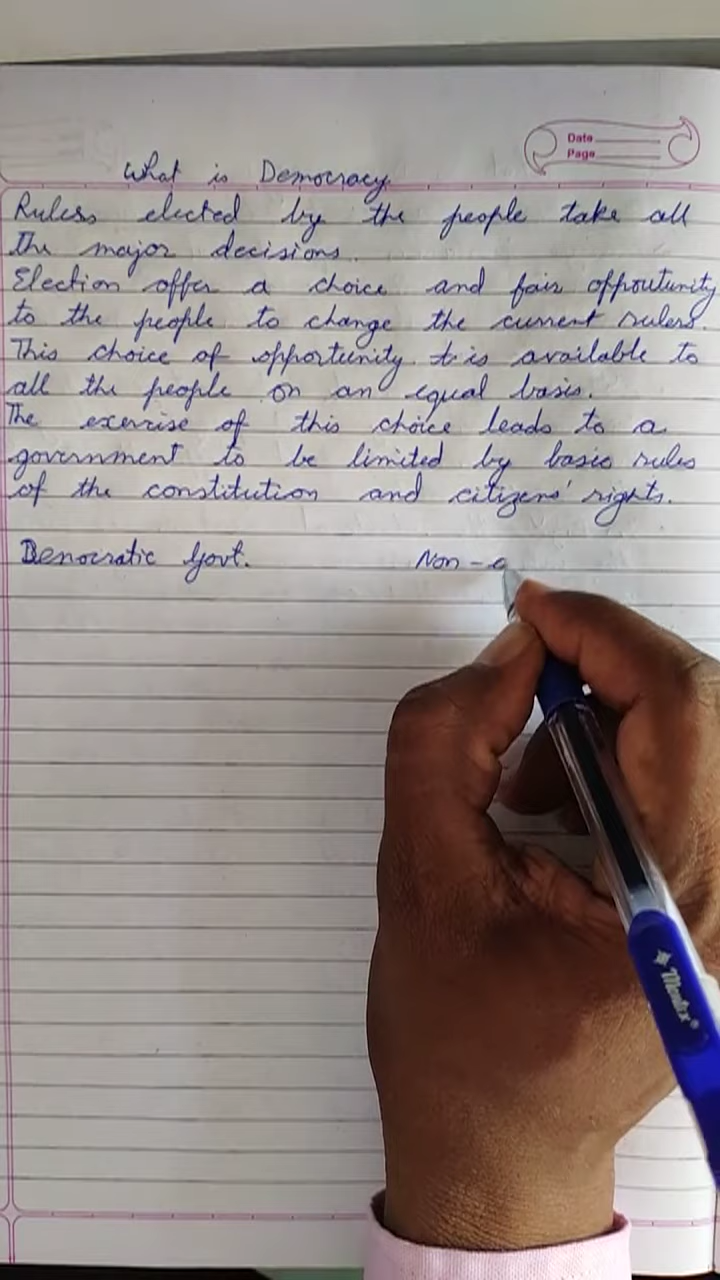 Date
Page
What is Democracy
Rulers elected by the people take all
the major decisions.
Election offer a choice and fair opportunity
to the people to change the current rulers.
This choice of opportunity t is available to
all the people on an equal basis.
The exercise of this choice leads to a
government to be limited by basic rules
of the constitution and citizens' rights.
Democratic Govt. Non -
Montex